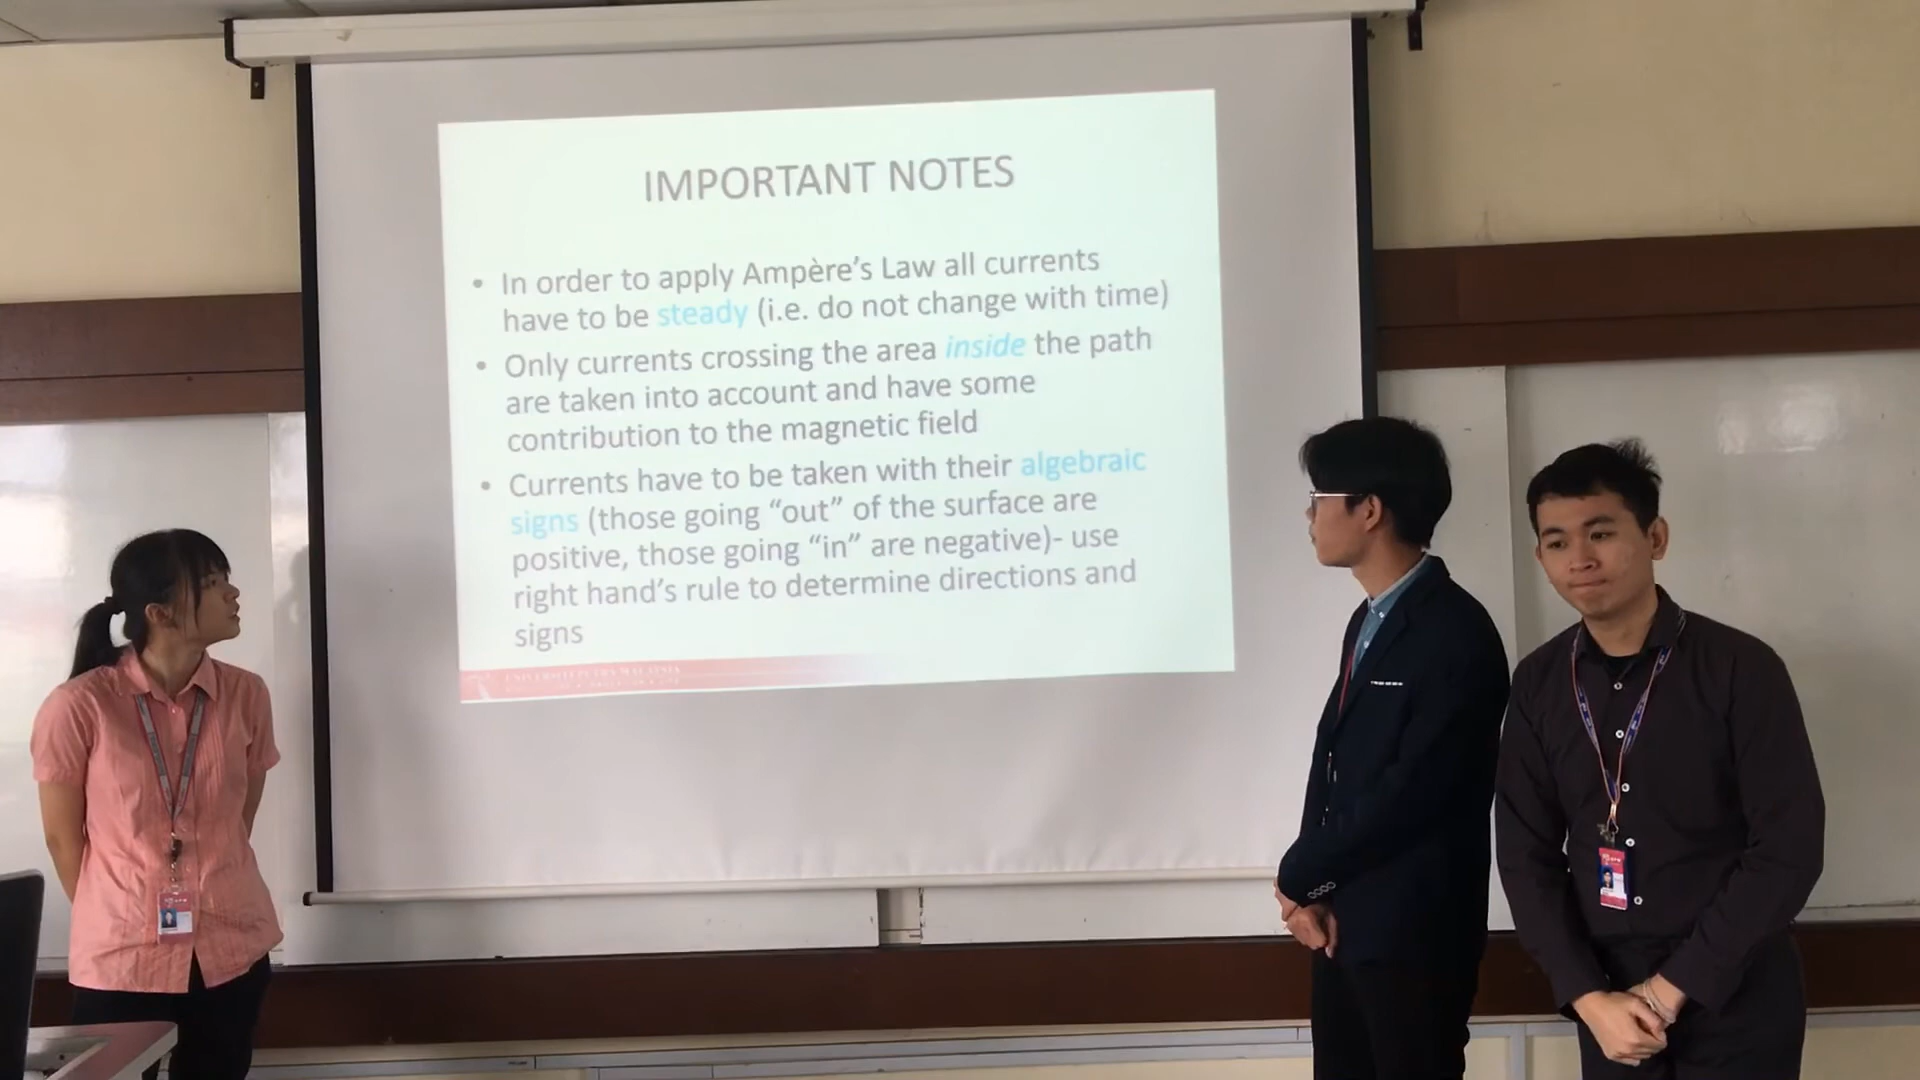 IMPORTANT NOTES
• In order to apply Ampère’s Law all currents
have to be steady (i.e. do not change with time)
• Only currents crossing the area inside the path
are taken into account and have some
contribution to the magnetic field
• Currents have to be taken with their algebraic
signs (those going “out” of the surface are
positive, those going “in” are negative)- use
right hand’s rule to determine directions and
signs